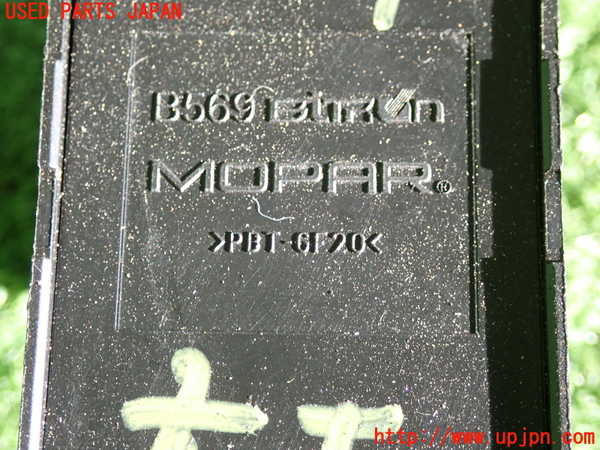 USED PARTS JAPAN
B569
MOPAR®
>PBT-GF20<
http://www.upjpn.com/